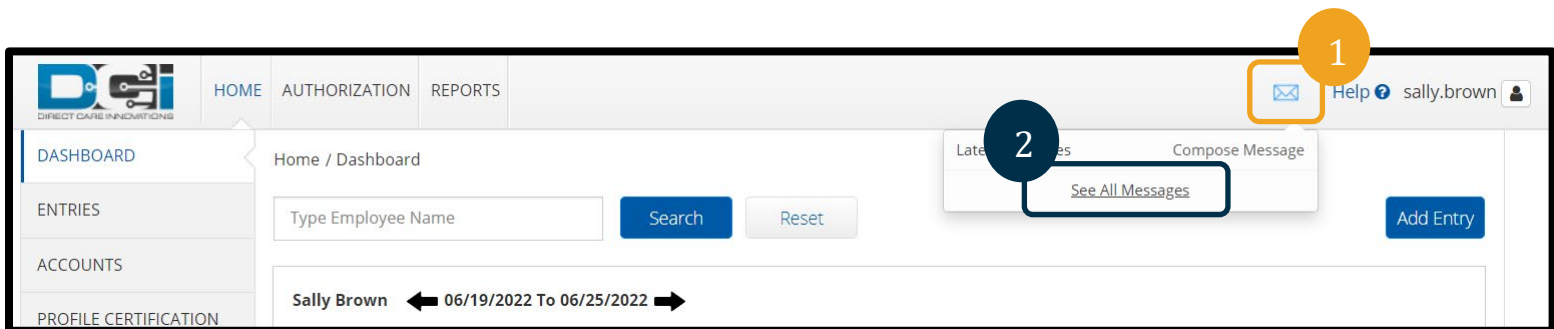 1
DCI HOME AUTHORIZATION REPORTS Help sally.brown
DIRECT CARE INNOVATIONS
DASHBOARD
Home / Dashboard
2
Compose Message
See All Messages
ENTRIES
Type Employee Name Search Reset Add Entry
ACCOUNTS
Sally Brown 06/19/2022 To 06/25/2022
PROFILE CERTIFICATION